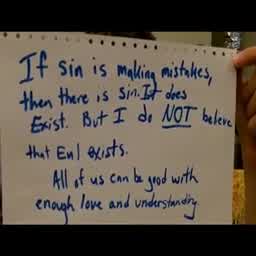 If sin is making mistakes,
then there is sin. It does
Exist. But I do NOT believe
that Evil exists.
All of us can be good with
enough love and understanding.